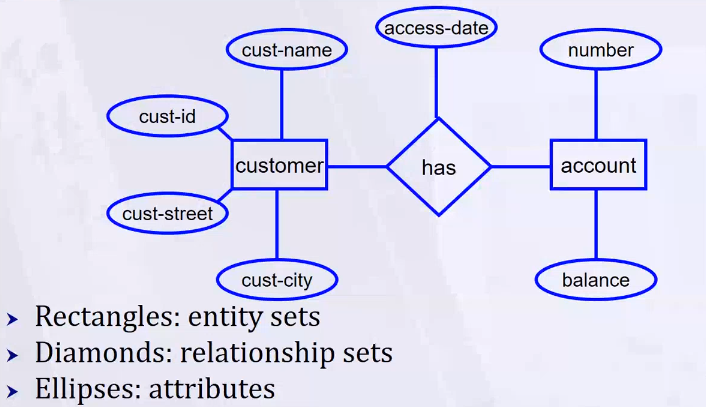 access-date
cust-name
number
cust-id
customer
has
account
cust-street
cust-city
balance
➤ Rectangles: entity sets
➤ Diamonds: relationship sets
➤ Ellipses: attributes